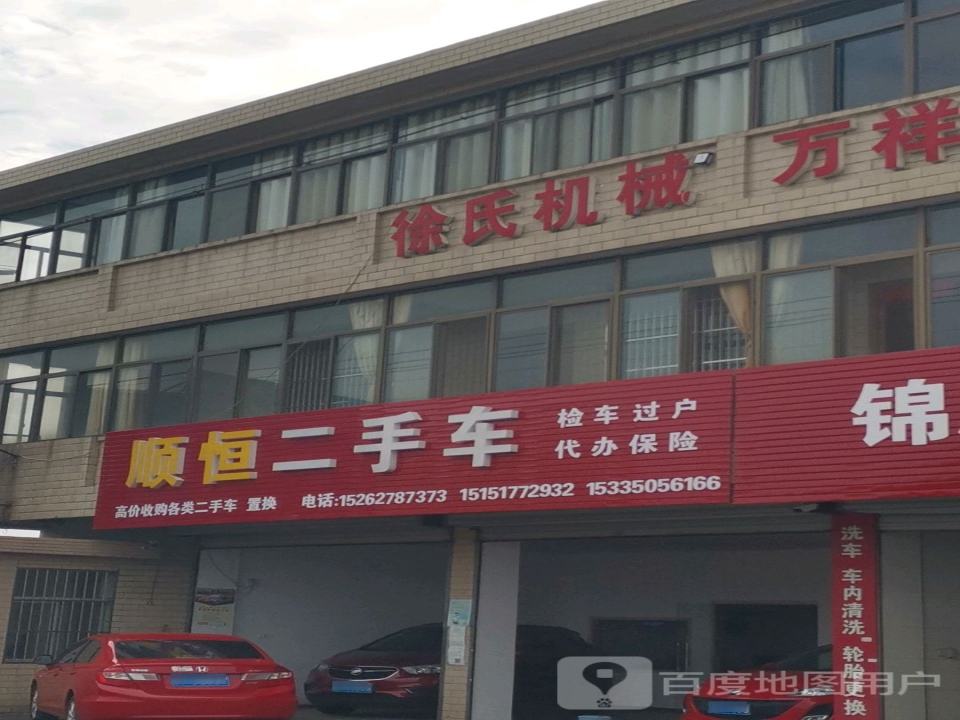 徐氏机械 万祥
顺恒二手车
检车过户
代办保险
高价收购各类二手车 置换 电话:15262787373 15151772932 15335050166
锦
洗车 车内清洗 轮胎更换
百度地图用户